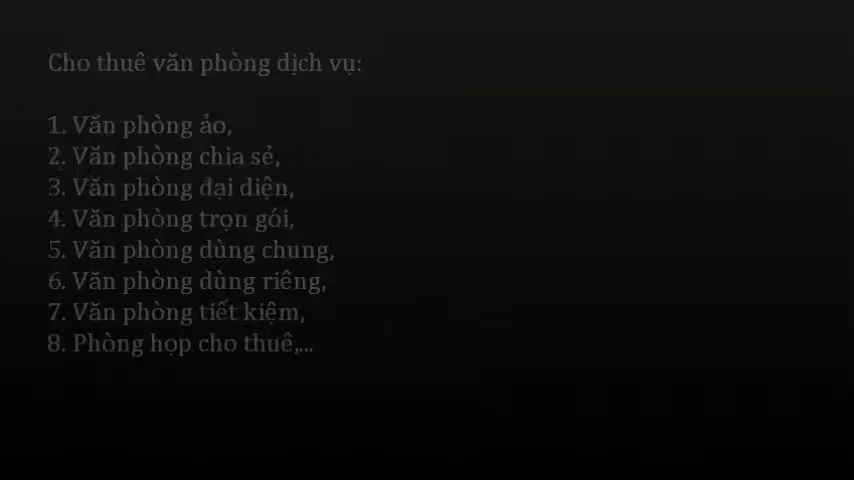 Cho thuê văn phòng dịch vụ:
1. Văn phòng ảo,
2. Văn phòng chia sẻ,
3. Văn phòng đại diện,
4. Văn phòng trọn gói,
5. Văn phòng dùng chung,
6. Văn phòng dùng riêng,
7. Văn phòng tiết kiệm,
8. Phòng họp cho thuê,...